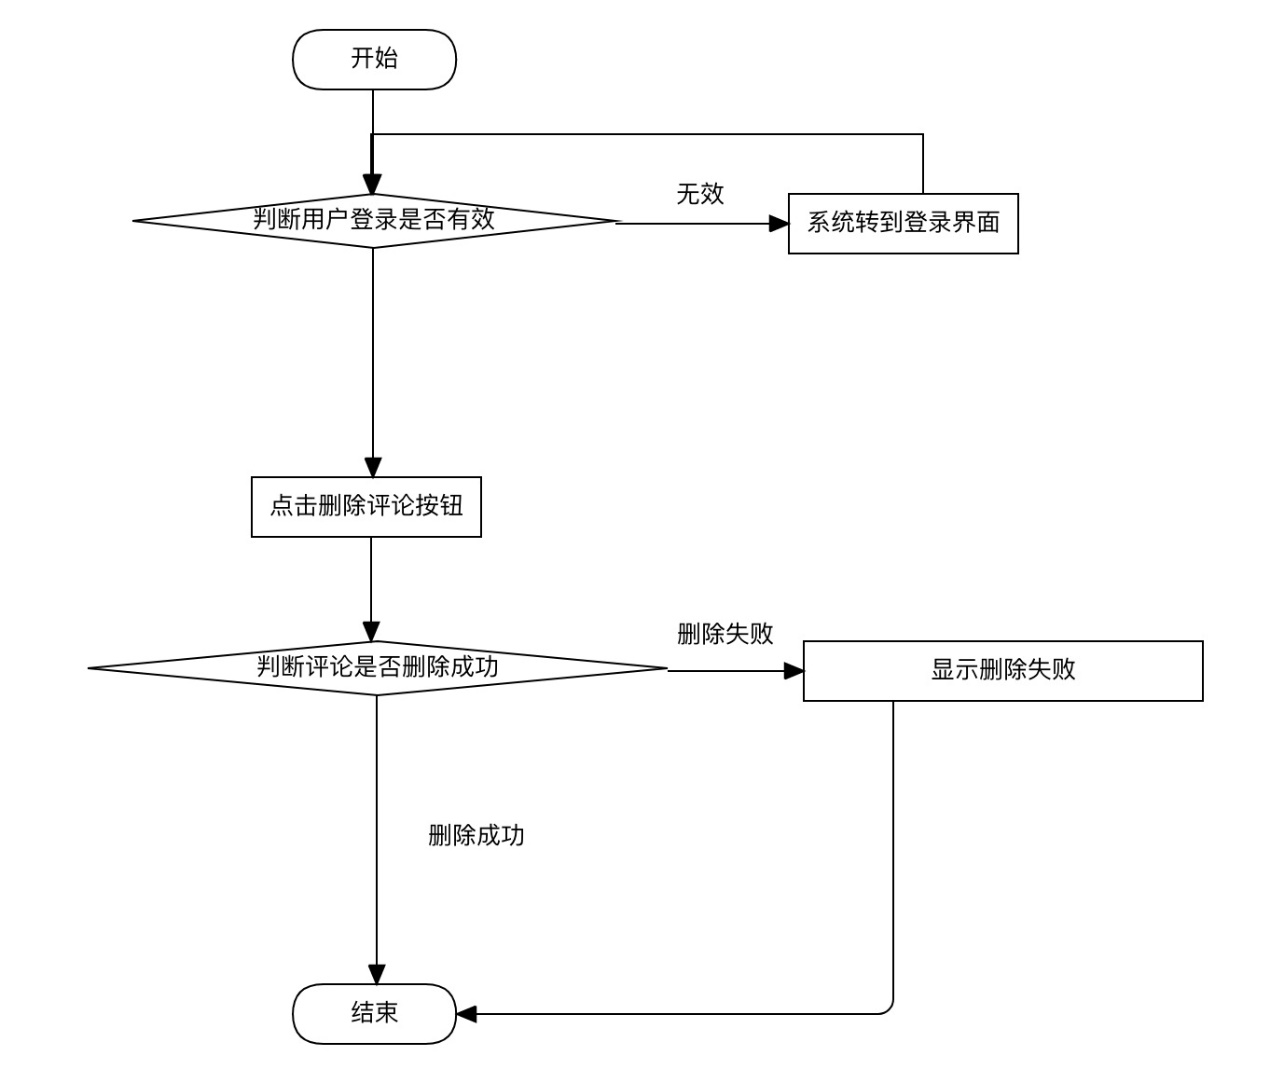 开始
无效
判断用户登录是否有效
系统转到登录界面
点击删除评论按钮
删除失败
判断评论是否删除成功
显示删除失败
删除成功
结束